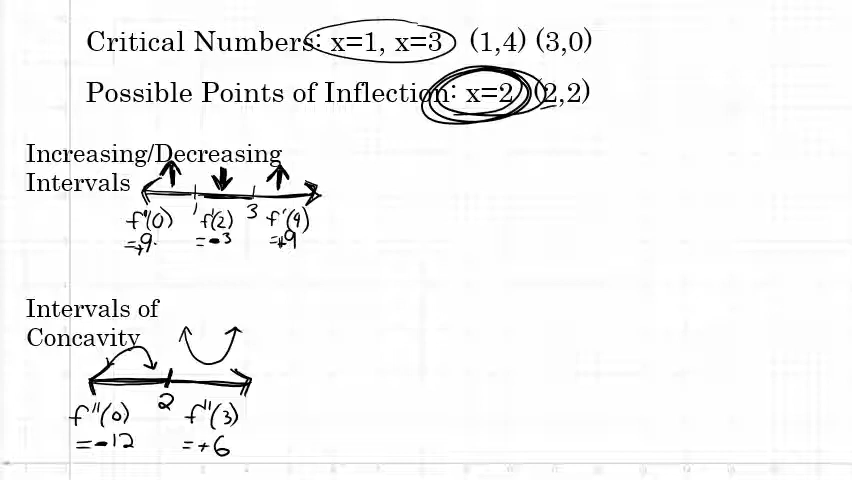 Critical Numbers: x=1, x=3 (1,4) (3,0)
Possible Points of Inflection: x=2 (2,2)
Increasing/Decreasing
Intervals
1 3
f'(0) f'(2) f'(4)
=+9 =-3 =+9
Intervals of
Concavity
2
f''(0) f''(3)
=-12 =+6